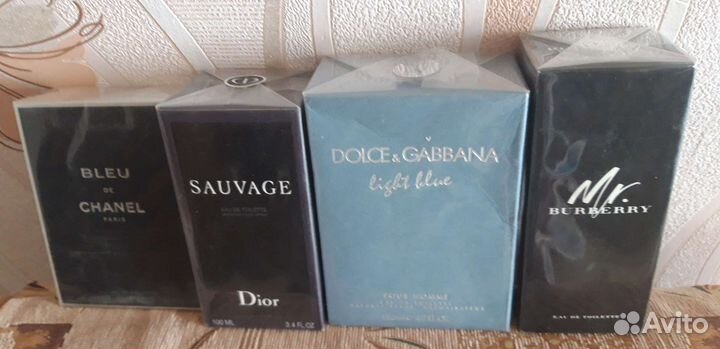 BLEU
DE
CHANEL
PARIS
SAUVAGE
EAU DE TOILETTE
Dior
100 ML 3.4 FL.OZ
DOLCE & GABBANA
light blue
POUR HOMME
Mr.
BURBERRY
EAU DE TOILETTE
Avito